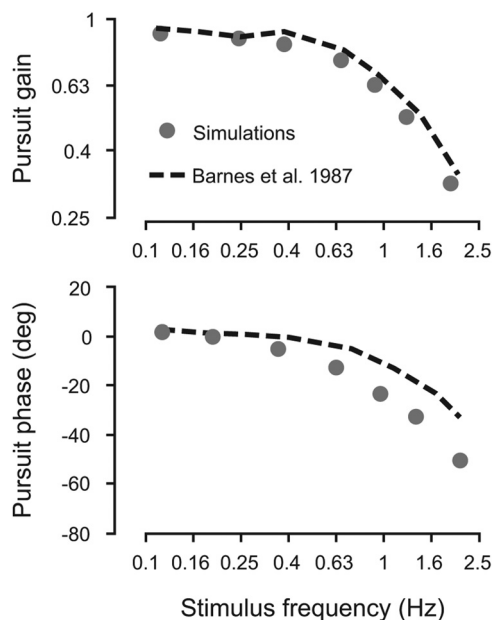 1
0.63
0.4
0.25
Pursuit gain
Simulations
Barnes et al. 1987
0.1 0.16 0.25 0.4 0.63 1 1.6 2.5
20
0
-20
-40
-60
-80
Pursuit phase (deg)
0.1 0.16 0.25 0.4 0.63 1 1.6 2.5
Stimulus frequency (Hz)